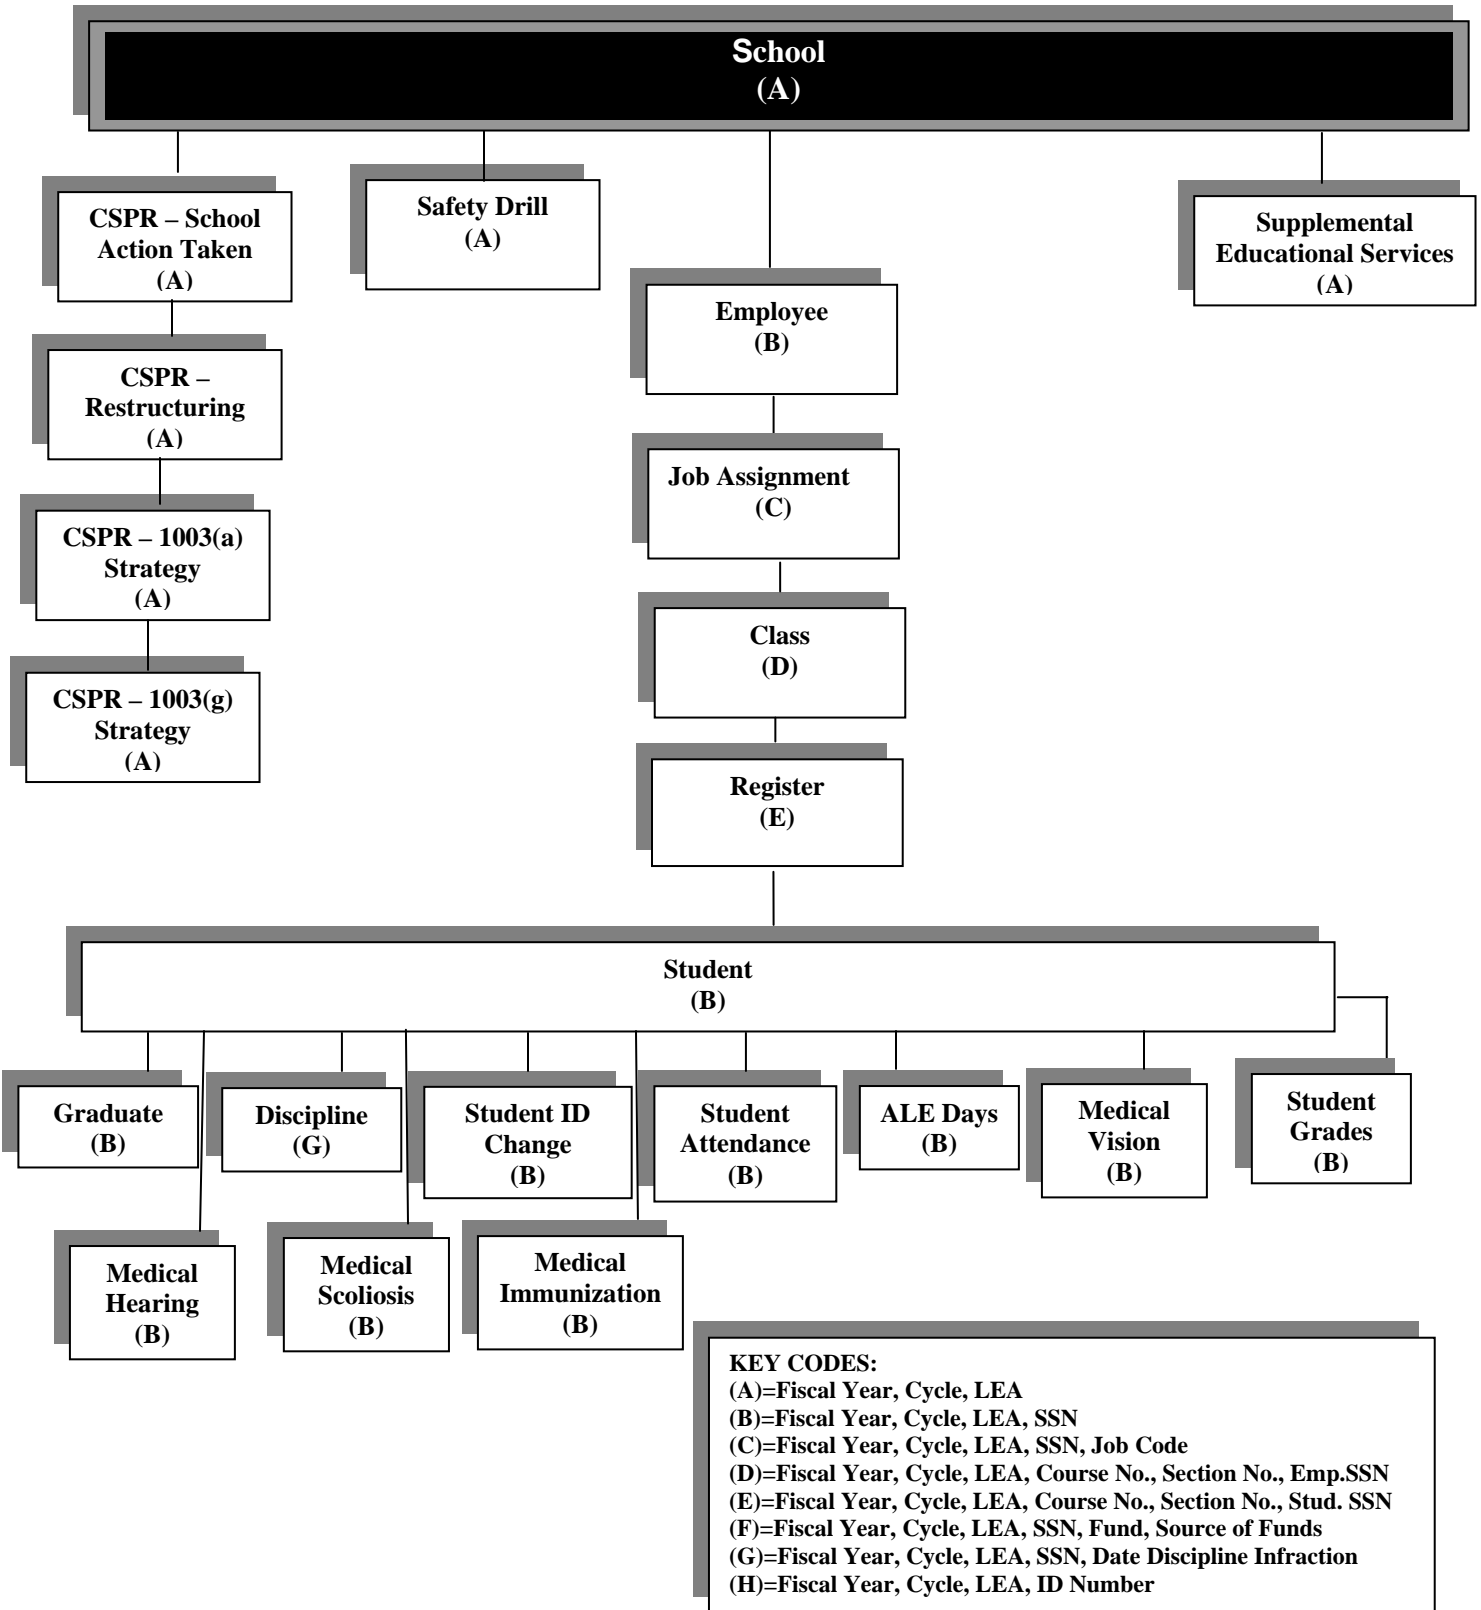 School
(A)
CSPR – School
Action Taken
(A)
Safety Drill
(A)
Supplemental
Educational Services
(A)
Employee
(B)
CSPR –
Restructuring
(A)
Job Assignment
(C)
CSPR – 1003(a)
Strategy
(A)
Class
(D)
CSPR – 1003(g)
Strategy
(A)
Register
(E)
Student
(B)
Graduate
(B)
Discipline
(G)
Student ID
Change
(B)
Student
Attendance
(B)
ALE Days
(B)
Medical
Vision
(B)
Student
Grades
(B)
Medical
Hearing
(B)
Medical
Scoliosis
(B)
Medical
Immunization
(B)
KEY CODES:
(A)=Fiscal Year, Cycle, LEA
(B)=Fiscal Year, Cycle, LEA, SSN
(C)=Fiscal Year, Cycle, LEA, SSN, Job Code
(D)=Fiscal Year, Cycle, LEA, Course No., Section No., Emp.SSN
(E)=Fiscal Year, Cycle, LEA, Course No., Section No., Stud. SSN
(F)=Fiscal Year, Cycle, LEA, SSN, Fund, Source of Funds
(G)=Fiscal Year, Cycle, LEA, SSN, Date Discipline Infraction
(H)=Fiscal Year, Cycle, LEA, ID Number